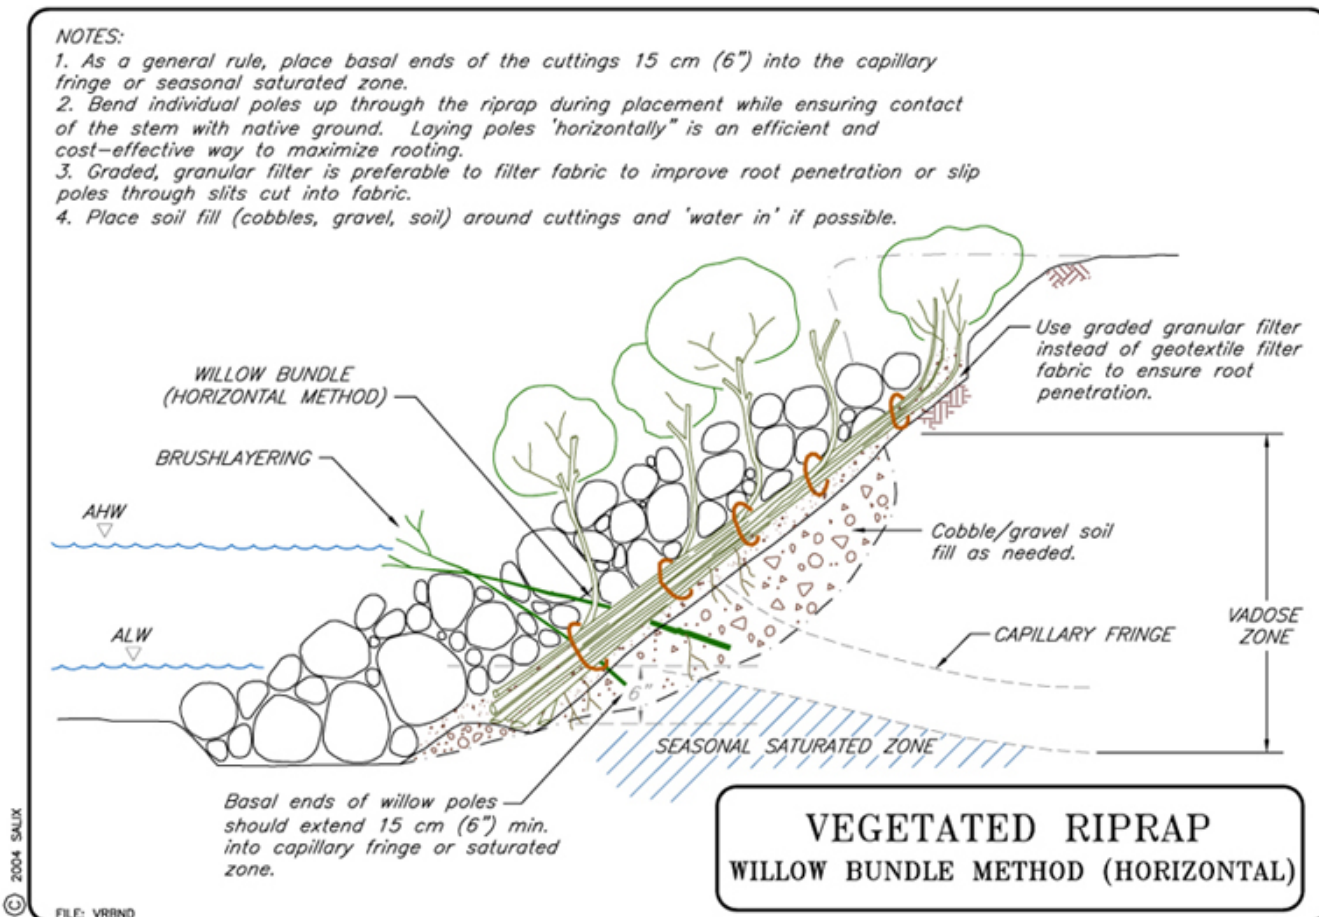 NOTES:
1. As a general rule, place basal ends of the cuttings 15 cm (6") into the capillary
fringe or seasonal saturated zone.
2. Bend individual poles up through the riprap during placement while ensuring contact
of the stem with native ground. Laying poles 'horizontally" is an efficient and
cost-effective way to maximize rooting.
3. Graded, granular filter is preferable to filter fabric to improve root penetration or slip
poles through slits cut into fabric.
4. Place soil fill (cobbles, gravel, soil) around cuttings and 'water in' if possible.
Use graded granular filter
instead of geotextile filter
fabric to ensure root
penetration.
WILLOW BUNDLE
(HORIZONTAL METHOD)
BRUSHLAYERING
AHW
Cobble/gravel soil
fill as needed.
ALW
CAPILLARY FRINGE
VADOSE
ZONE
6"
SEASONAL SATURATED ZONE
Basal ends of willow poles
should extend 15 cm (6") min.
into capillary fringe or saturated
zone.
VEGETATED RIPRAP
WILLOW BUNDLE METHOD (HORIZONTAL)
© 2004 SALIX
FILE: VRBND